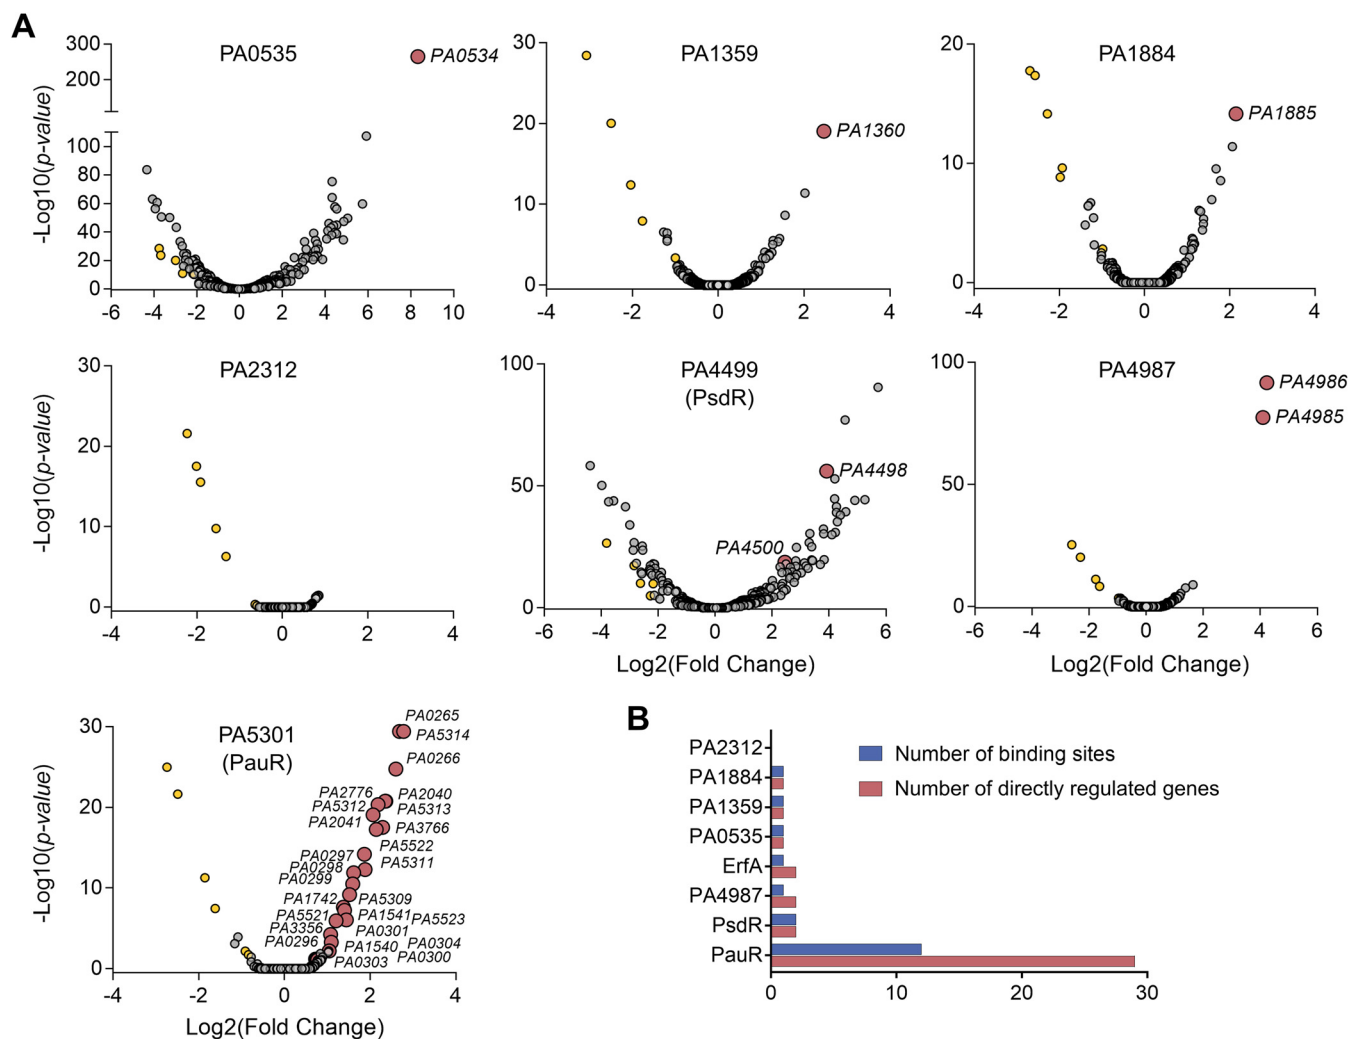 A
PA0535
300
200
100
80
60
40
20
0
-6 -4 -2 0 2 4 6 8 10
-Log10(p-value)
PA0534
PA1359
30
20
10
0
-4 -2 0 2 4
PA1360
PA1884
20
10
0
-4 -2 0 2 4
PA1885
PA2312
30
20
10
0
-4 -2 0 2 4
-Log10(p-value)
PA4499
(PsdR)
100
50
0
-6 -4 -2 0 2 4 6
Log2(Fold Change)
PA4498
PA4500
PA4987
100
50
0
-6 -4 -2 0 2 4 6
Log2(Fold Change)
PA4986
PA4985
PA5301
(PauR)
30
20
10
0
-4 -2 0 2 4
-Log10(p-value)
Log2(Fold Change)
PA0265
PA5314
PA0266
PA2776 PA2040
PA5312 PA5313
PA2041 PA3766
PA5522
PA0297 PA5311
PA0298
PA0299
PA1742 PA5309
PA5521 PA1541 PA5523
PA3356 PA0301
PA0296 PA1540 PA0304
PA0303 PA0300
B
PA2312
PA1884
PA1359
PA0535
ErfA
PA4987
PsdR
PauR
0 10 20 30
Number of binding sites
Number of directly regulated genes